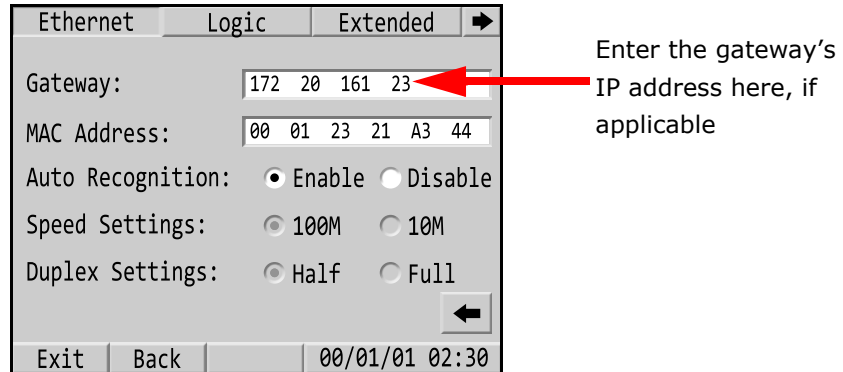 Ethernet Logic Extended
Gateway: 172 20 161 23
MAC Address: 00 01 23 21 A3 44
Auto Recognition: Enable Disable
Speed Settings: 100M 10M
Duplex Settings: Half Full
Exit Back 00/01/01 02:30
Enter the gateway’s
IP address here, if
applicable